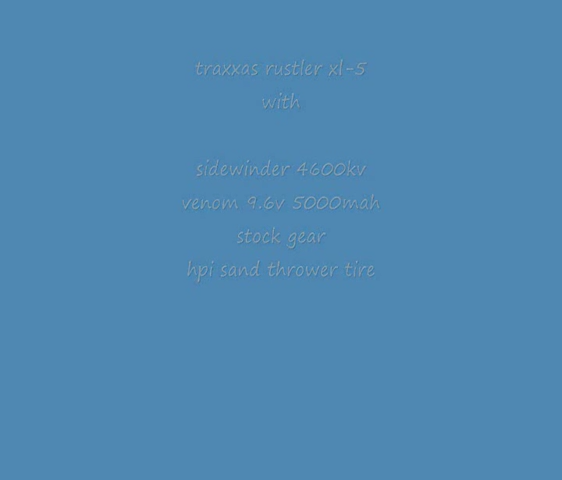 traxxas rustler xl-5
with
sidewinder 4600kv
venom 9.6v 5000mah
stock gear
hpi sand thrower tire